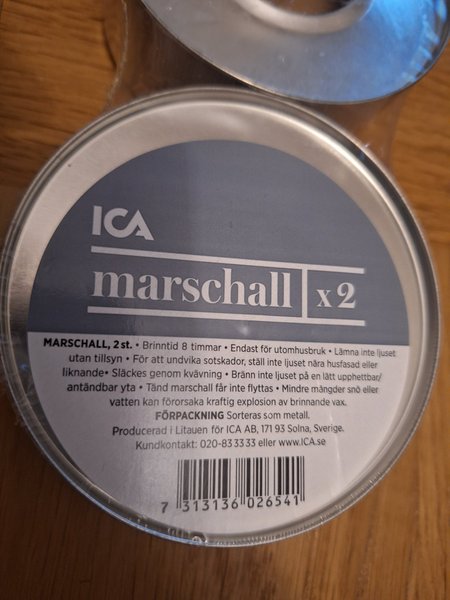 ICA
marschall x2
MARSCHALL, 2 st. • Brinntid 8 timmar • Endast för utomhusbruk • Lämna inte ljuset
utan tillsyn • För att undvika sotskador, ställ inte ljuset nära husfasad eller
liknande• Släckes genom kvävning • Bränn inte ljuset på en lätt upphettbar/
antändbar yta • Tänd marschall får inte flyttas • Mindre mängder snö eller
vatten kan förorsaka kraftig explosion av brinnande vax.
FÖRPACKNING Sorteras som metall.
Producerad i Litauen för ICA AB, 171 93 Solna, Sverige.
Kundkontakt: 020-83 33 33 eller www.ICA.se
7 313136 026541